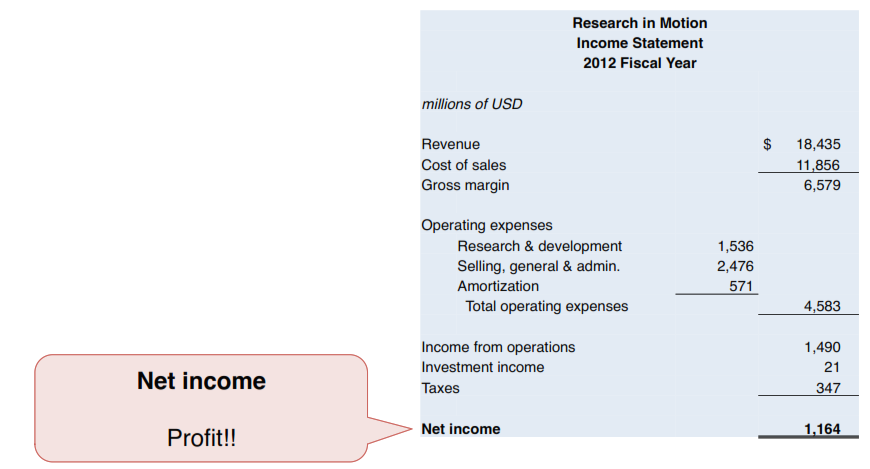 Research in Motion
Income Statement
2012 Fiscal Year
millions of USD
Revenue $ 18,435
Cost of sales 11,856
Gross margin 6,579
Operating expenses
Research & development 1,536
Selling, general & admin. 2,476
Amortization 571
Total operating expenses 4,583
Income from operations 1,490
Investment income 21
Taxes 347
Net income 1,164
Net income
Profit!!